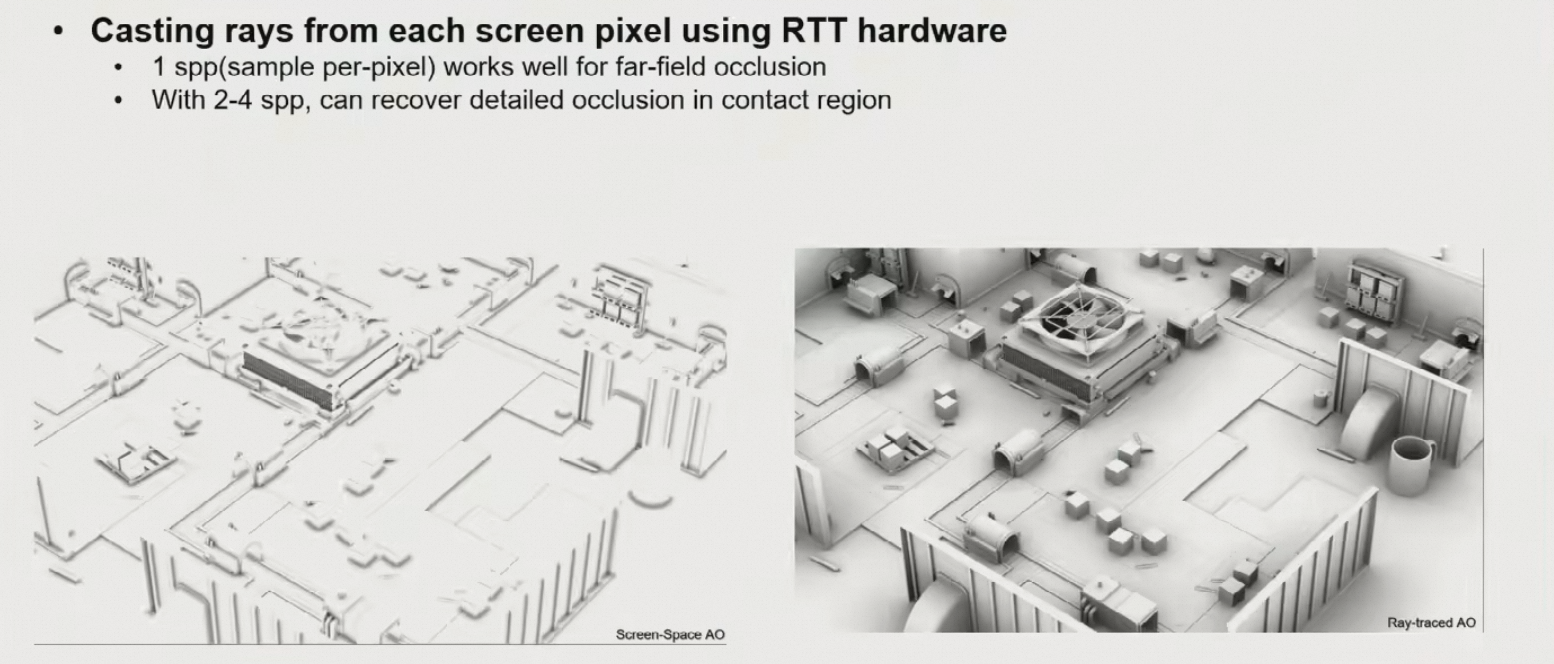 • Casting rays from each screen pixel using RTT hardware
• 1 spp(sample per-pixel) works well for far-field occlusion
• With 2-4 spp, can recover detailed occlusion in contact region
Screen-Space AO
Ray-traced AO